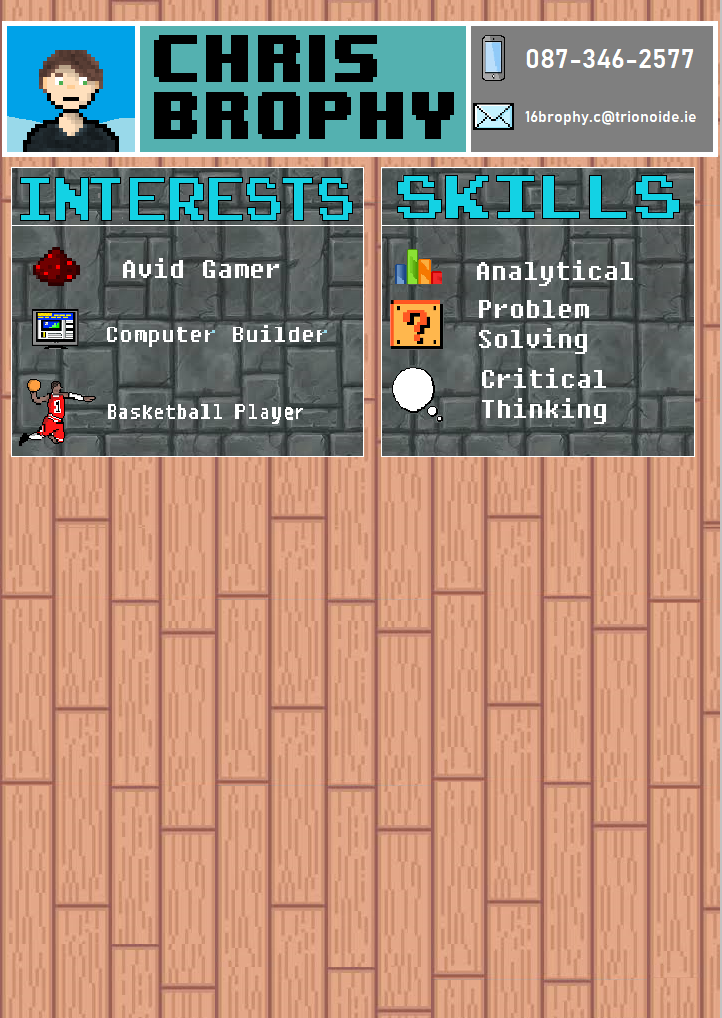 CHRIS
BROPHY
087-346-2577
16brophy.c@trionoide.ie
INTERESTS
Avid Gamer
Computer Builder
Basketball Player
1
SKILLS
Analytical
?
Problem
Solving
Critical
Thinking